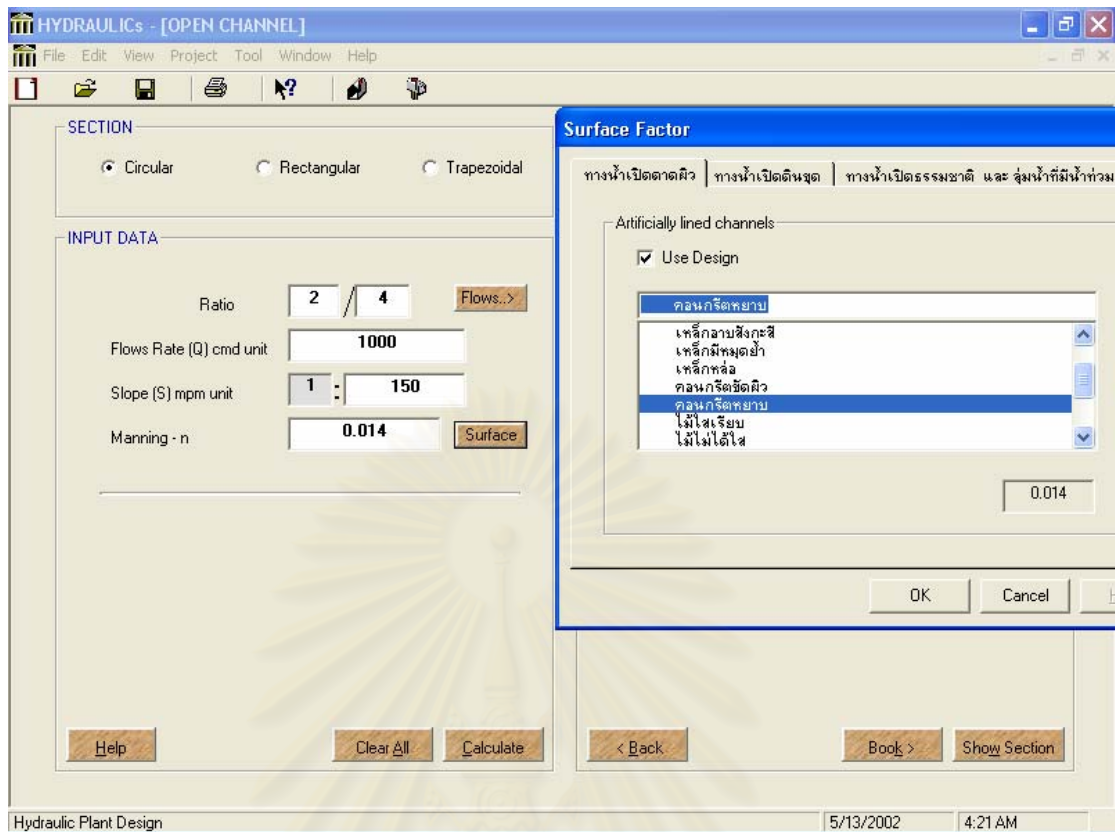 HYDRAULICs - [OPEN CHANNEL]
File Edit View Project Tool Window Help
SECTION
Circular Rectangular Trapezoidal
INPUT DATA
Ratio 2 / 4 Flows..>
Flows Rate (Q) cmd unit 1000
Slope (S) mpm unit 1 : 150
Manning - n 0.014 Surface
Help Clear All Calculate
Surface Factor
ทางน้ำเปิดดาดผิว ทางน้ำเปิดดินขุด ทางน้ำเปิดธรรมชาติ และ ลุ่มน้ำที่มีน้ำท่วม
Artificially lined channels
Use Design
คอนกรีตหยาบ
เหล็กอาบสังกะสี
เหล็กมีหมุดย้ำ
เหล็กหล่อ
คอนกรีตขัดผิว
คอนกรีตหยาบ
ไม้ใสเรียบ
ไม้ไม่ได้ใส
0.014
OK Cancel
< Back Book > Show Section
Hydraulic Plant Design 5/13/2002 4:21 AM